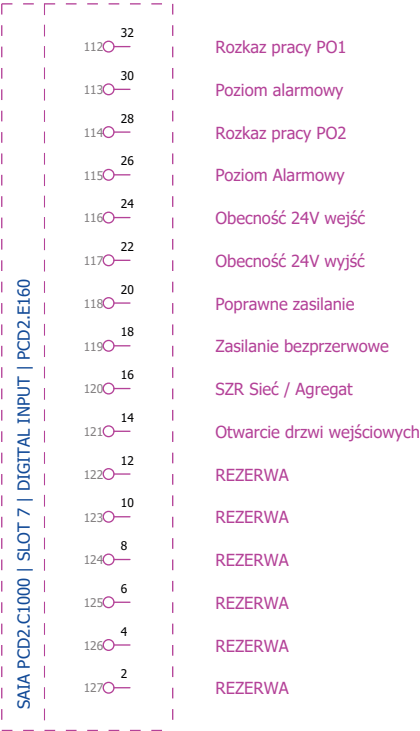 32
112 Rozkaz pracy PO1
30
113 Poziom alarmowy
28
114 Rozkaz pracy PO2
26
115 Poziom Alarmowy
24
116 Obecność 24V wejść
22
117 Obecność 24V wyjść
20
118 Poprawne zasilanie
18
119 Zasilanie bezprzerwowe
16
120 SZR Sieć / Agregat
14
121 Otwarcie drzwi wejściowych
12
122 REZERWA
10
123 REZERWA
8
124 REZERWA
6
125 REZERWA
4
126 REZERWA
2
127 REZERWA
SAIA PCD2.C1000 | SLOT 7 | DIGITAL INPUT | PCD2.E160